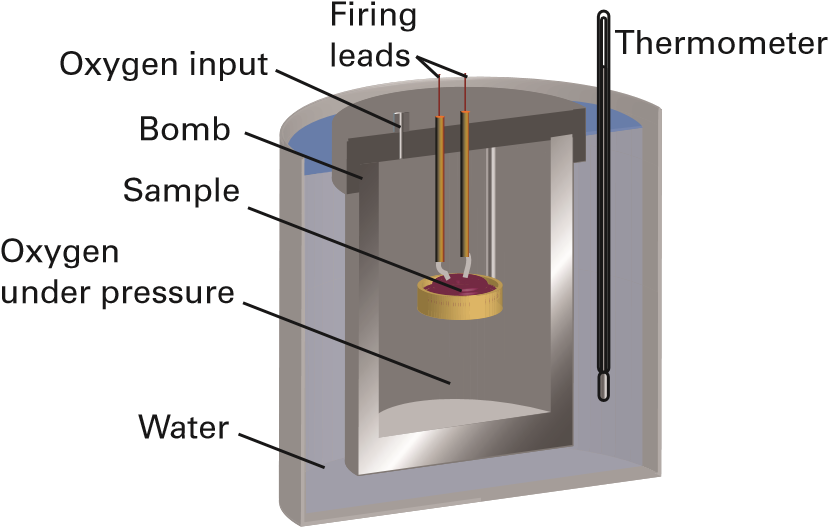 Firing
leads
Thermometer
Oxygen input
Bomb
Sample
Oxygen
under pressure
Water